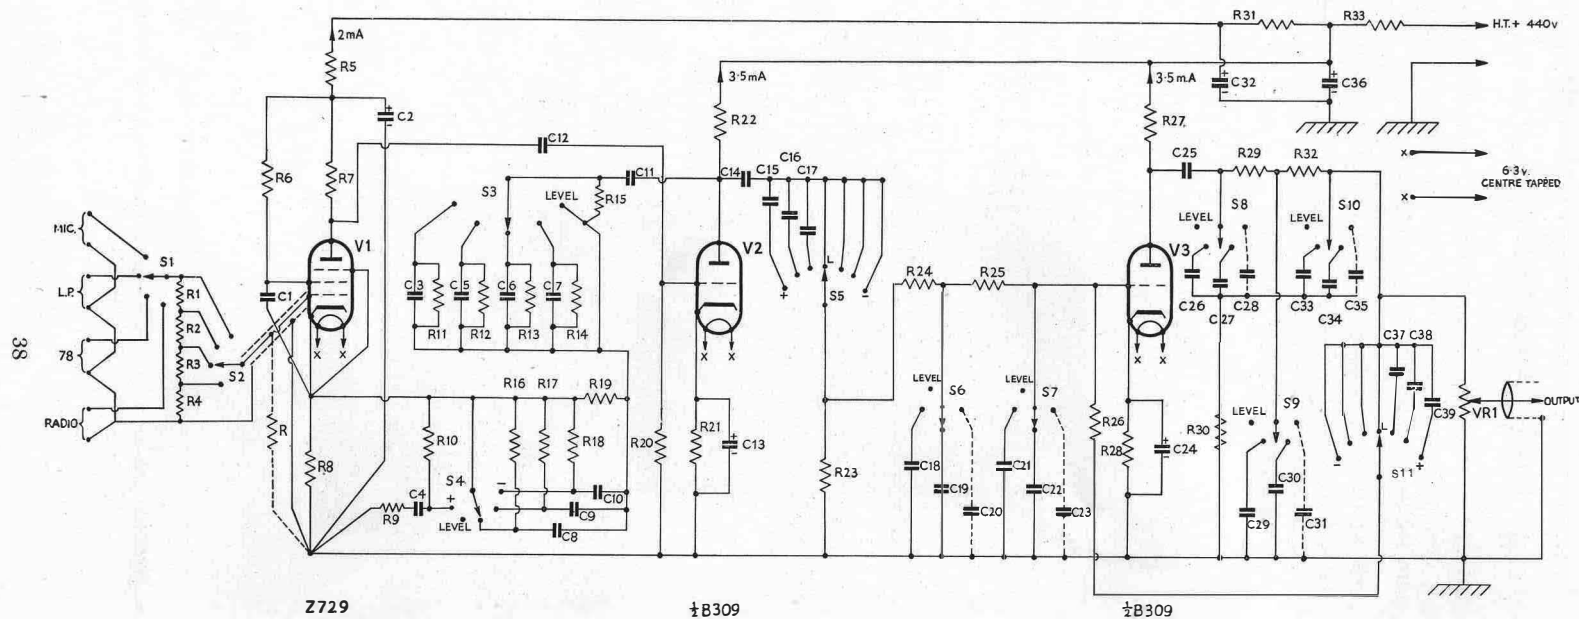 R31
R33
H.T.+ 440v
2mA
R5
3·5mA
3·5m.A
C32
C36
C2
R22
R27
C12
C16
C25
R29
R32
C14
C15
C17
C11
6·3v.
CENTRE TAPPED
x
x
R6
R7
S3
LEVEL
R15
MIC.
V1
V2
V3
LEVEL
S8
LEVEL
S10
S1
L.P.
R1
C1
R24
R25
L
S5
+
–
C3
C5
C6
C7
C26
C27
C28
C33
C34
C35
R2
R11
R12
R13
R14
38
78
R3
S2
x
x
x
x
x
x
C37
C38
R4
R16
R17
R19
LEVEL
S6
LEVEL
S7
C39
VR1
OUTPUT
RADIO
R
R10
R18
R20
R21
C13
R26
R28
C24
R30
LEVEL
S9
L
–
+
S11
R8
C18
C21
R23
S4
–
+
C10
C19
C22
C30
C4
R9
LEVEL
C9
C20
C23
C29
C31
C8
Z729
½B309
½B309